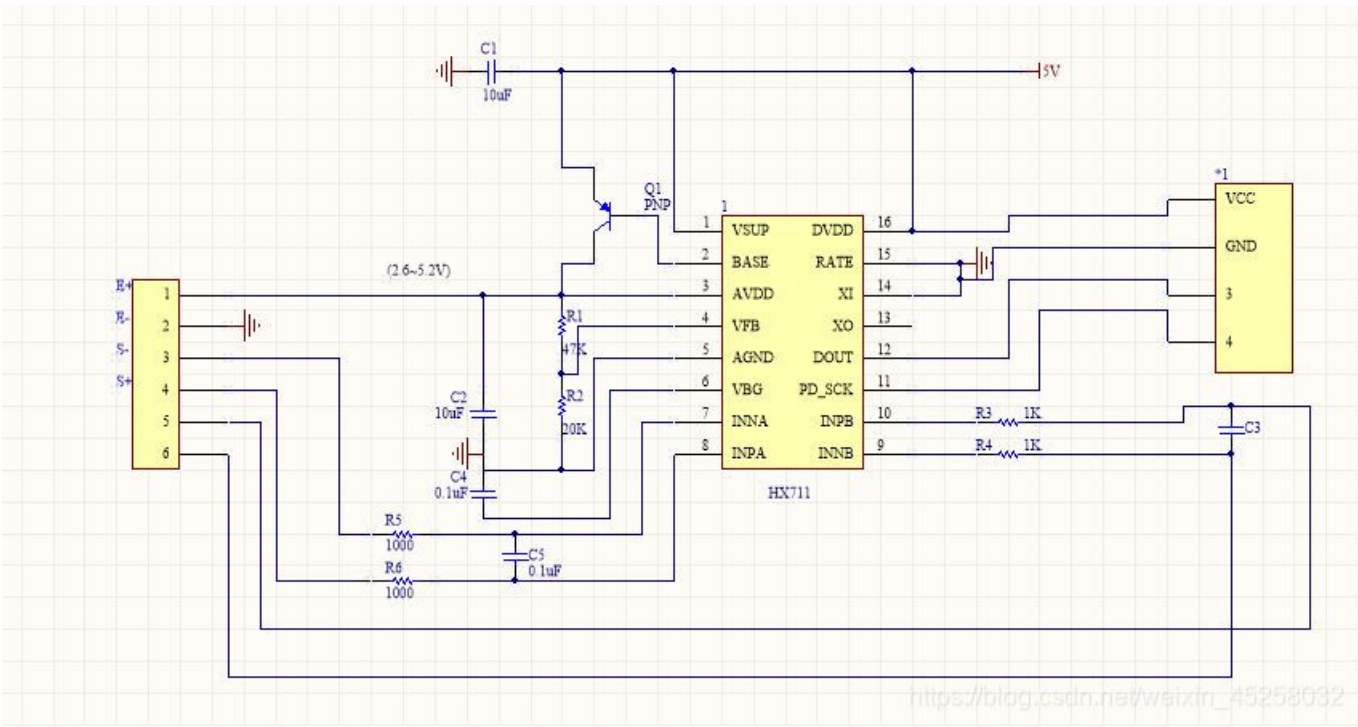 C1
10uF
5V
*1
VCC
GND
3
4
Q1
PNP
1
1 VSUP DVDD 16
2 BASE RATE 15
3 AVDD XI 14
4 VFB XO 13
5 AGND DOUT 12
6 VBG PD_SCK 11
7 INNA INPB 10
8 INPA INNB 9
HX711
(2.6~5.2V)
E+ 1
E- 2
S- 3
S+ 4
5
6
R1
47K
R2
20K
C2
10uF
C4
0.1uF
R3 1K
R4 1K
C3
R5
1000
C5
0.1uF
R6
1000
https://blog.csdn.net/weixin_45258032